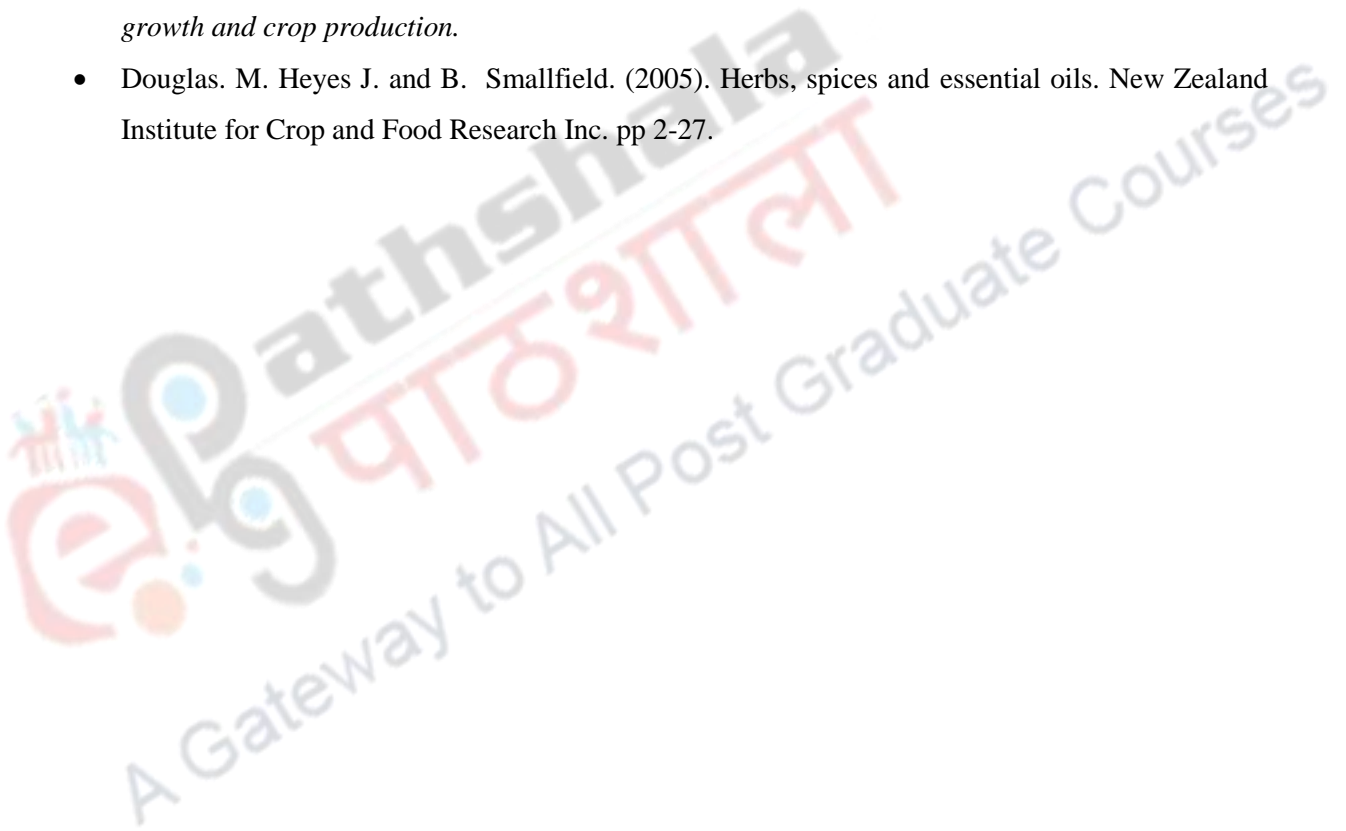 growth and crop production.
• Douglas. M. Heyes J. and B. Smallfield. (2005). Herbs, spices and essential oils. New Zealand
Institute for Crop and Food Research Inc. pp 2-27.
athshala
पाठशाला
A Gateway to All Post Graduate Courses